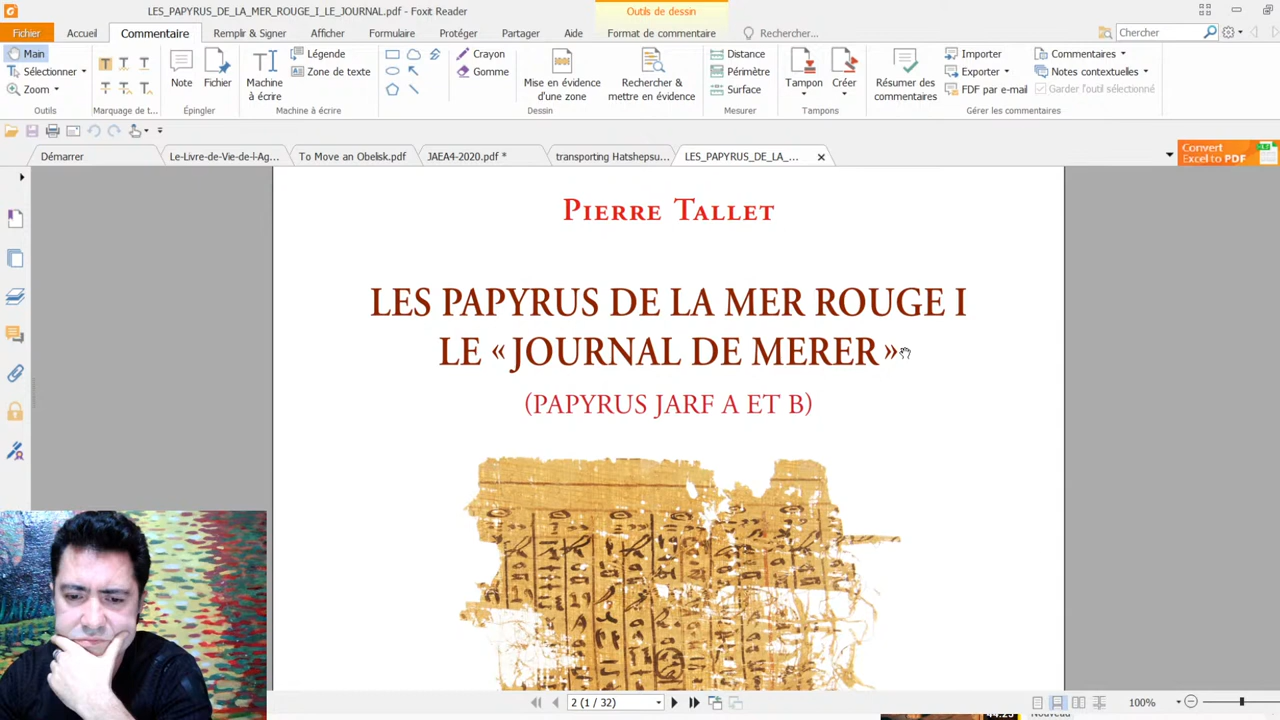 LES_PAPYRUS_DE_LA_MER_ROUGE_I_LE_JOURNAL.pdf - Foxit Reader
Outils de dessin
Fichier Accueil Commentaire Remplir & Signer Afficher Formulaire Protéger Partager Aide Format de commentaire Rechercher... Chercher
Main
Sélectionner
Zoom
Outils
T T T
T T T
Marquage de t...
Note
Fichier
Épingler
Machine
à écrire
Légende
Zone de texte
Machine à écrire
Crayon
Gomme
Mise en évidence
d'une zone
Dessin
Rechercher &
mettre en évidence
Distance
Périmètre
Surface
Mesurer
Tampon
Créer
Tampons
Résumer des
commentaires
Importer
Exporter
FDF par e-mail
Commentaires
Notes contextuelles
Garder l'outil sélectionné
Gérer les commentaires
Démarrer
Le-Livre-de-Vie-de-l-Ag...
To Move an Obelisk.pdf
JAEA4-2020.pdf *
transporting Hatshepsu...
LES_PAPYRUS_DE_LA_...
Convert
Excel to PDF
PIERRE TALLET
LES PAPYRUS DE LA MER ROUGE I
LE « JOURNAL DE MERER »
(PAPYRUS JARF A ET B)
2 (1 / 32)
100%
44:25
Nouveau